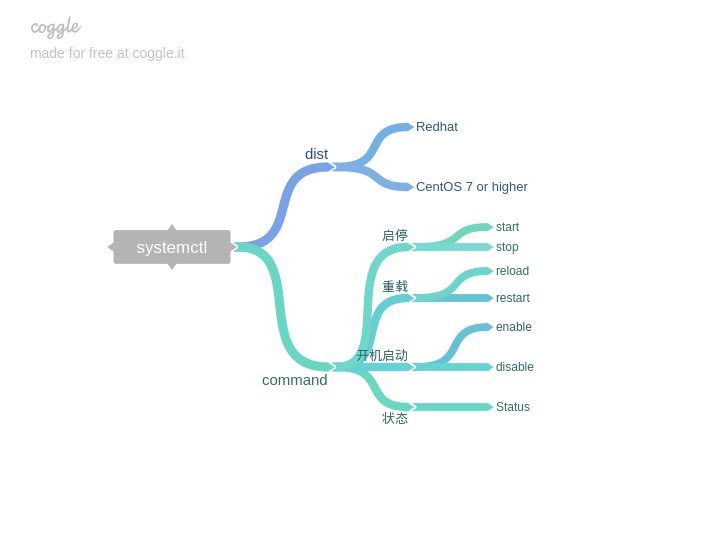 coggle
made for free at coggle.it
systemctl
dist
Redhat
CentOS 7 or higher
command
启停
start
stop
重载
reload
restart
开机启动
enable
disable
状态
Status